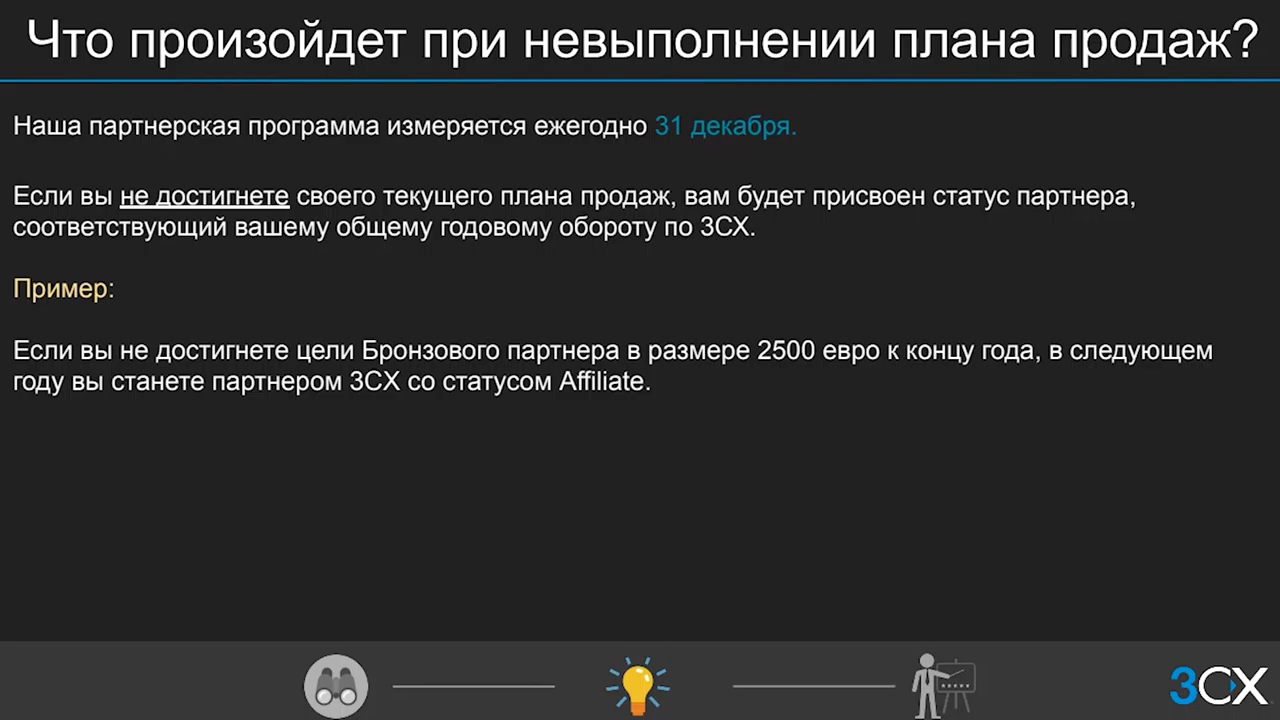 Что произойдет при невыполнении плана продаж?
Наша партнерская программа измеряется ежегодно 31 декабря.
Если вы не достигнете своего текущего плана продаж, вам будет присвоен статус партнера,
соответствующий вашему общему годовому обороту по 3CX.
Пример:
Если вы не достигнете цели Бронзового партнера в размере 2500 евро к концу года, в следующем
году вы станете партнером 3CX со статусом Affiliate.
3CX